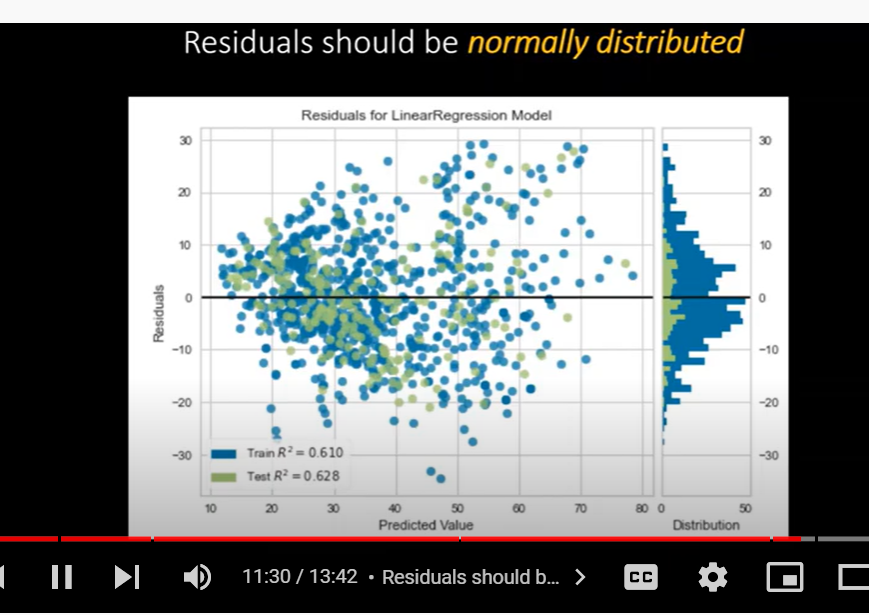 Residuals should be normally distributed
Residuals for LinearRegression Model
30
20
10
0
−10
−20
−30
Residuals
Train R² = 0.610
Test R² = 0.628
10 20 30 40 50 60 70 80
Predicted Value
30
20
10
0
−10
−20
−30
0 50
Distribution
11:30 / 13:42 • Residuals should b... >
CC